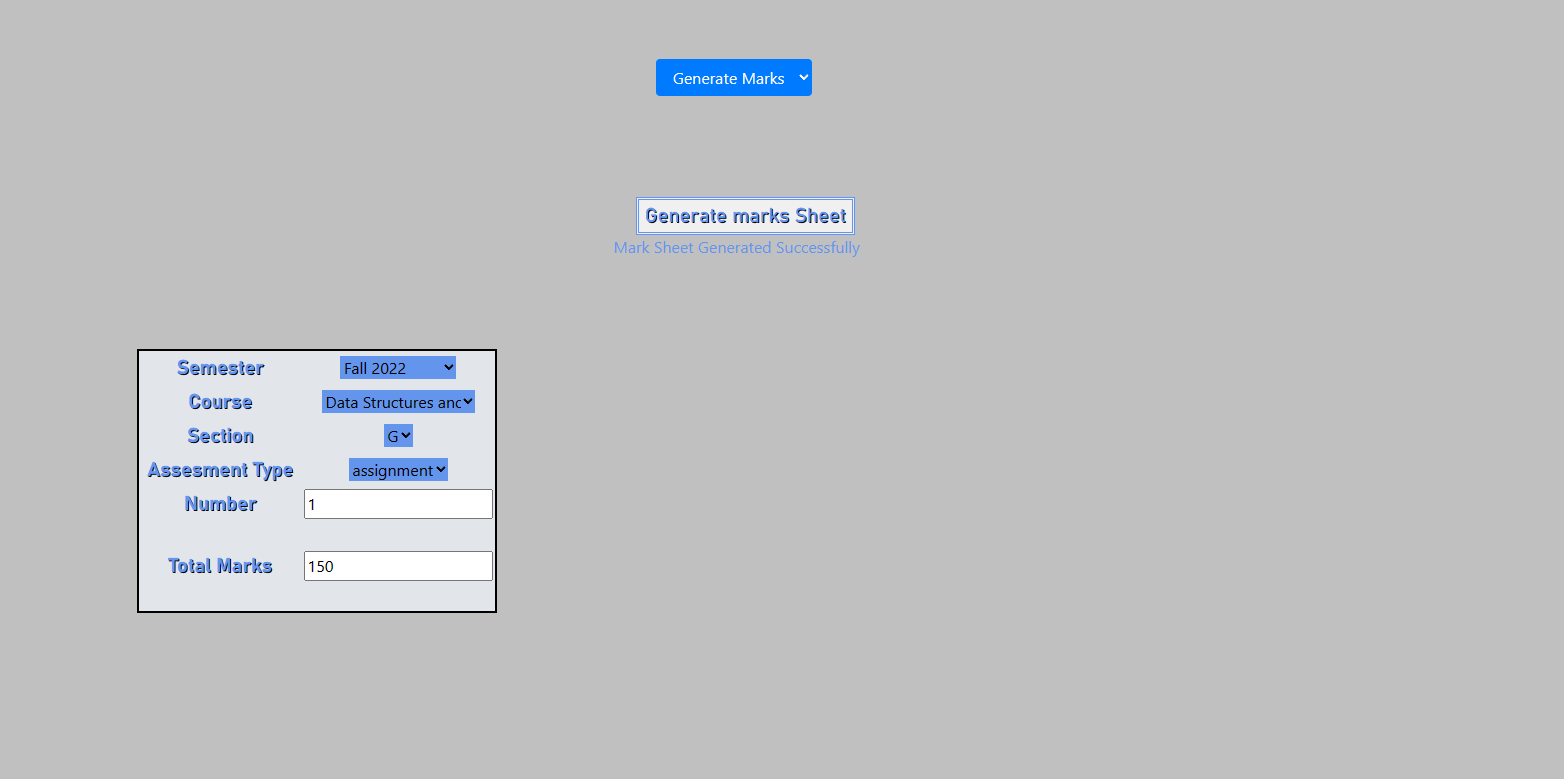 Generate Marks
Generate marks Sheet
Mark Sheet Generated Successfully
Semester Fall 2022
Course Data Structures anc
Section G
Assesment Type assignment
Number 1
Total Marks 150